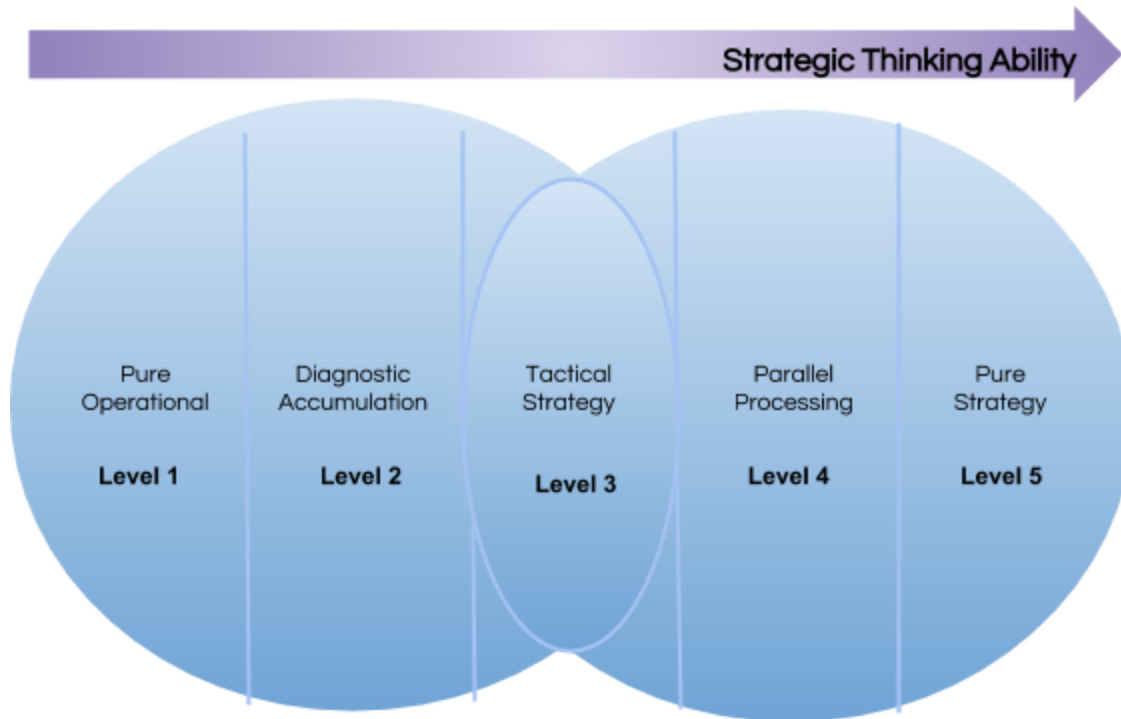 Strategic Thinking Ability
Pure
Operational
Level 1
Diagnostic
Accumulation
Level 2
Tactical
Strategy
Level 3
Parallel
Processing
Level 4
Pure
Strategy
Level 5